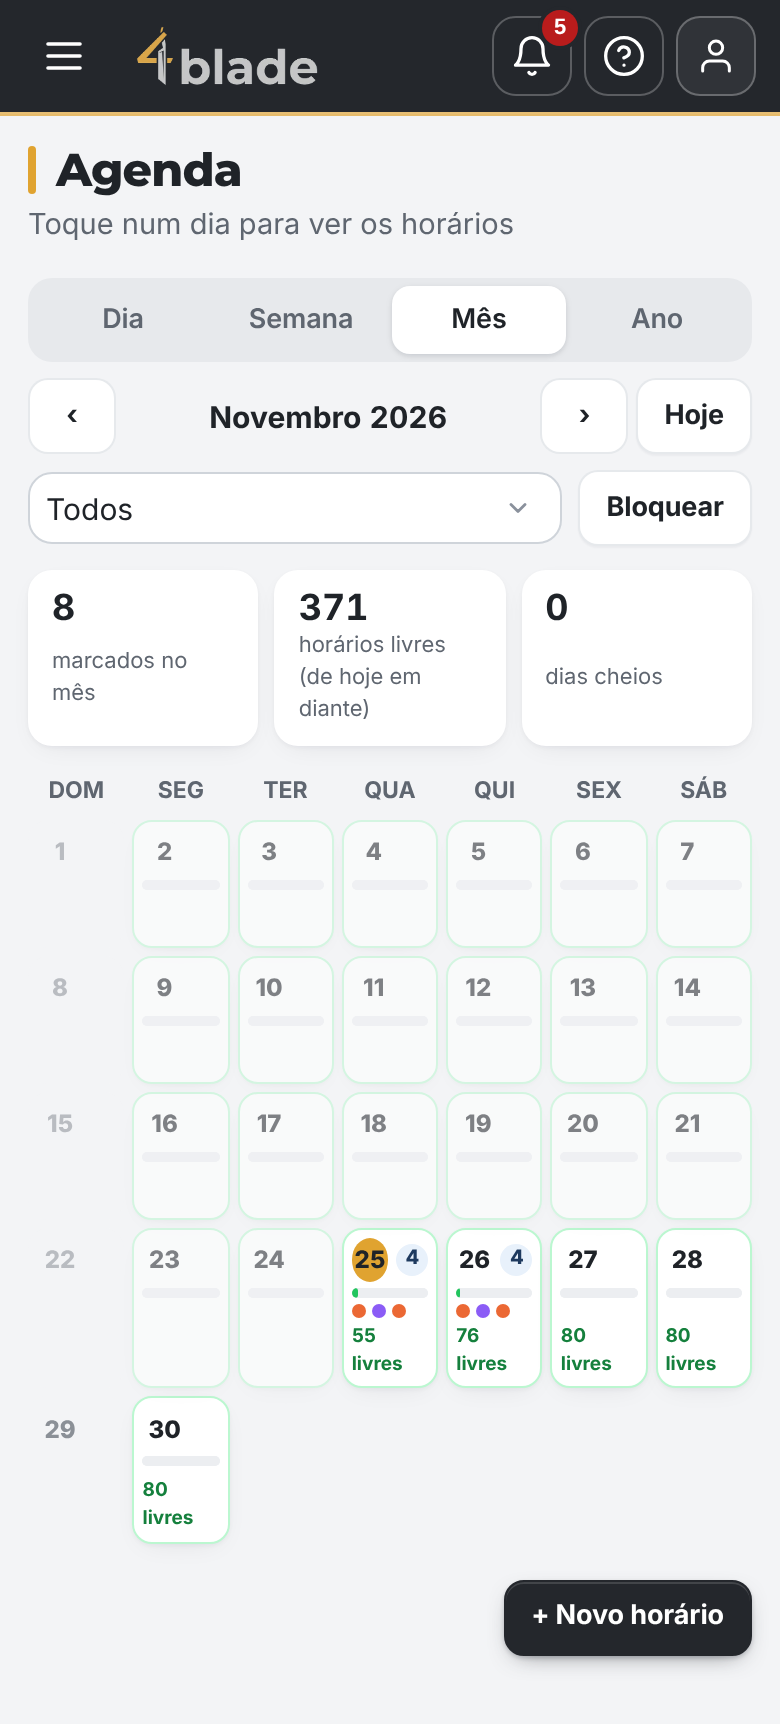 5
4blade
Agenda
Toque num dia para ver os horários
Dia Semana Mês Ano
‹ Novembro 2026 › Hoje
Todos Bloquear
8
marcados no
mês
371
horários livres
(de hoje em
diante)
0
dias cheios
DOM SEG TER QUA QUI SEX SÁB
1 2 3 4 5 6 7
8 9 10 11 12 13 14
15 16 17 18 19 20 21
22 23 24 25 4 26 4 27 28
55 76 80 80
livres livres livres livres
29 30
80
livres
+ Novo horário